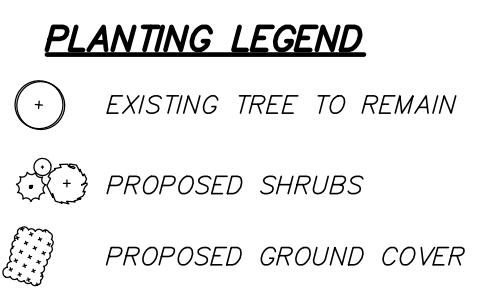 PLANTING LEGEND
EXISTING TREE TO REMAIN
PROPOSED SHRUBS
PROPOSED GROUND COVER